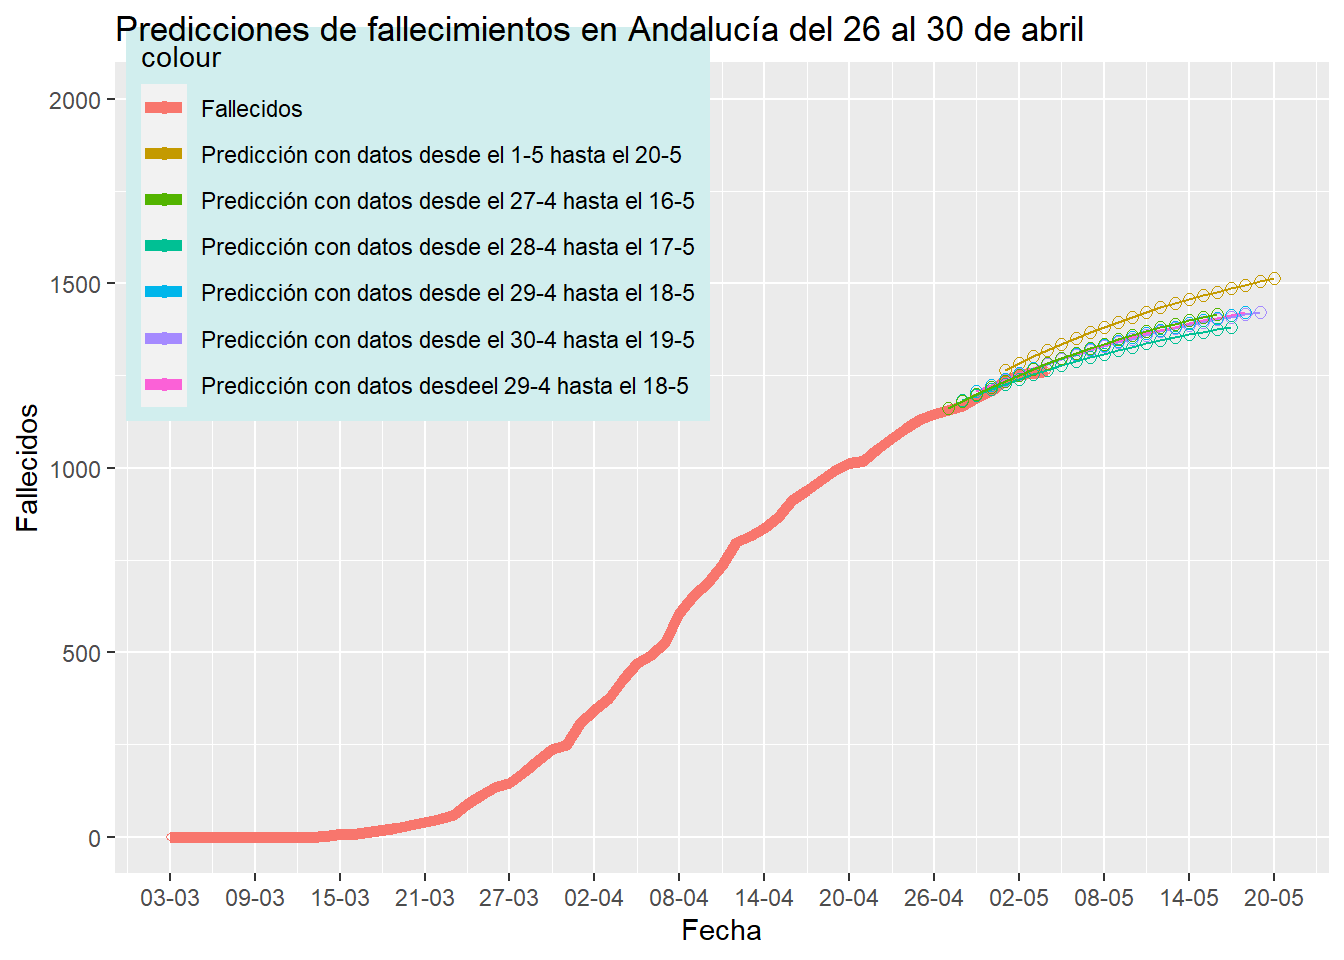 Predicciones de fallecimientos en Andalucía del 26 al 30 de abril
colour
Fallecidos
Predicción con datos desde el 1-5 hasta el 20-5
Predicción con datos desde el 27-4 hasta el 16-5
Predicción con datos desde el 28-4 hasta el 17-5
Predicción con datos desde el 29-4 hasta el 18-5
Predicción con datos desde el 30-4 hasta el 19-5
Predicción con datos desdeel 29-4 hasta el 18-5
2000
1500
1000
500
0
Fallecidos
03-03 09-03 15-03 21-03 27-03 02-04 08-04 14-04 20-04 26-04 02-05 08-05 14-05 20-05
Fecha